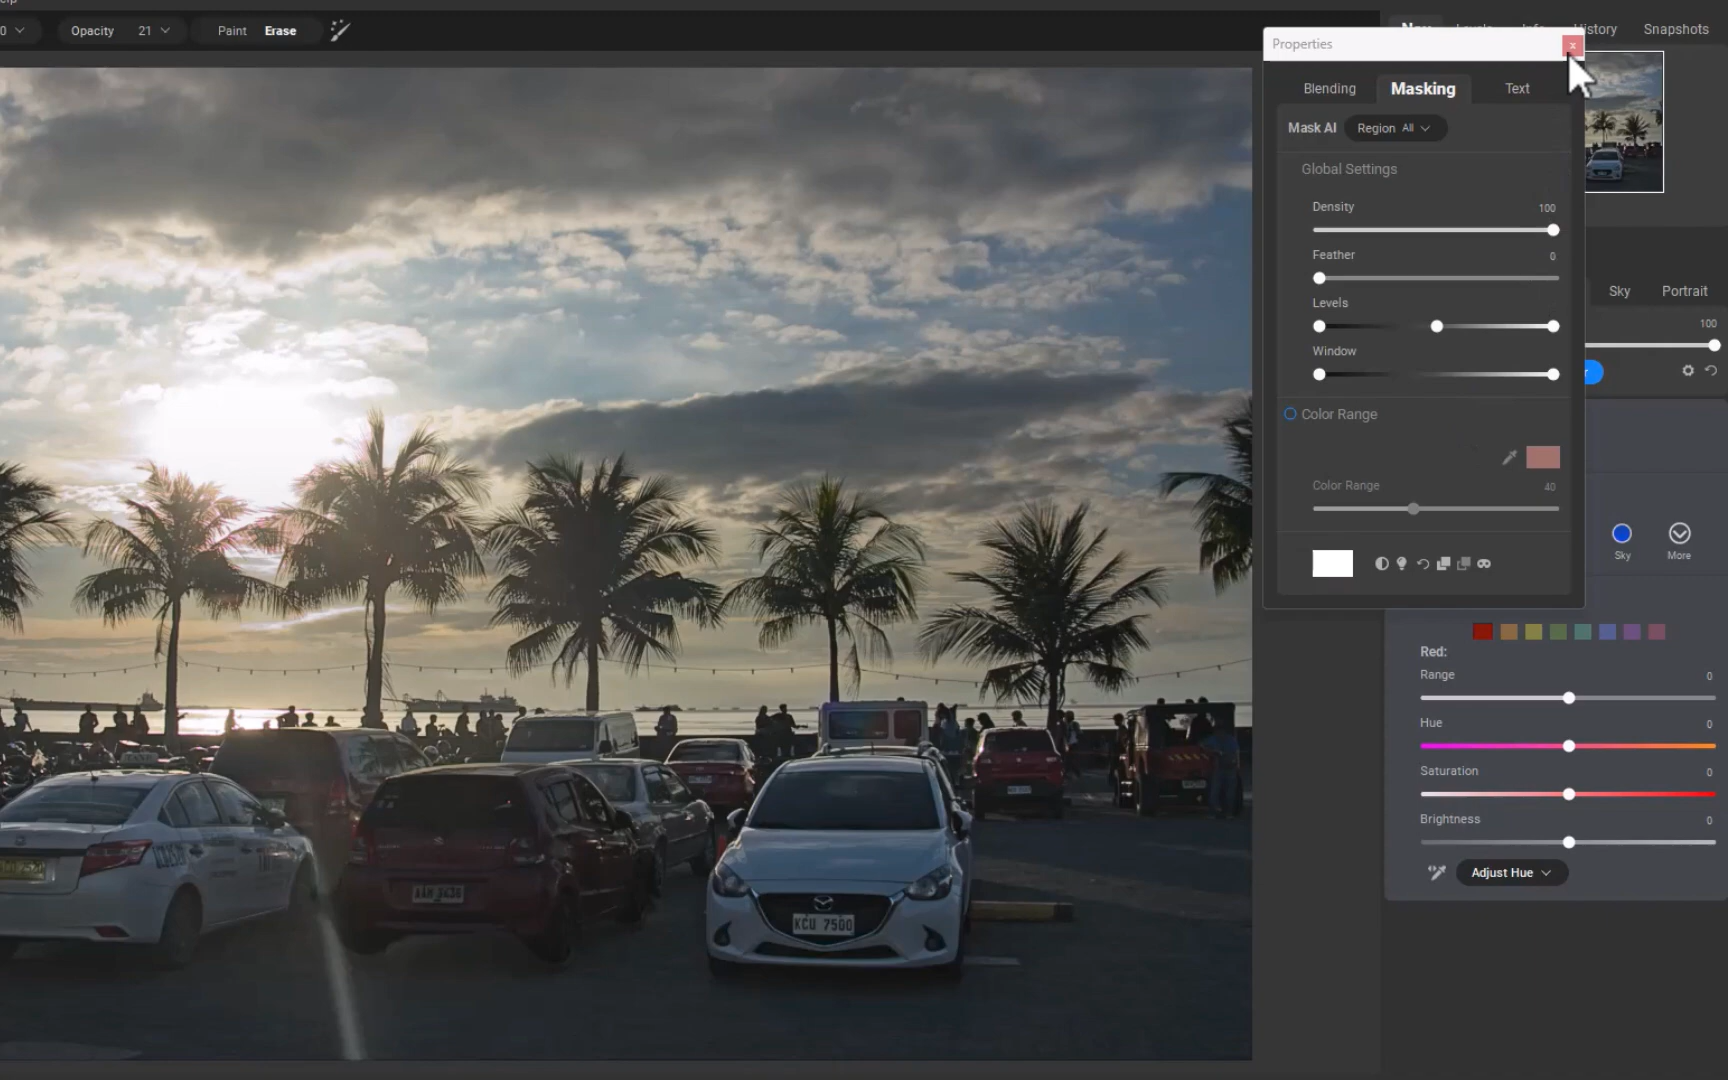 Opacity 21 Paint Erase
History Snapshots
Properties x
Blending Masking Text
Mask AI Region All
Global Settings
Density 100
Feather 0
Levels
Window
Color Range
Color Range 40
Sky Portrait
100
Sky More
Red:
Range 0
Hue 0
Saturation 0
Brightness 0
Adjust Hue
KCU 7500